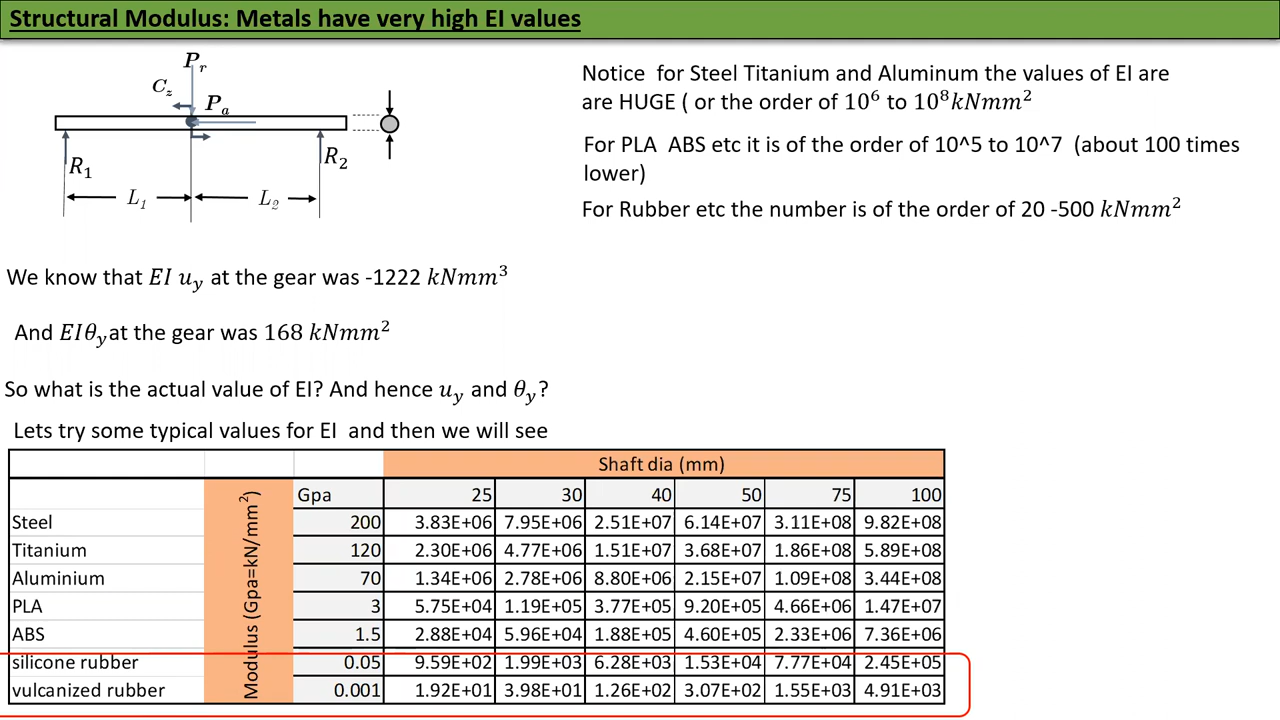 Structural Modulus: Metals have very high EI values
P_r
C_z
P_a
R_1
R_2
L_1
L_2
Notice for Steel Titanium and Aluminum the values of EI are
are HUGE ( or the order of 10^6 to 10^8 kNmm^2
For PLA ABS etc it is of the order of 10^5 to 10^7 (about 100 times
lower)
For Rubber etc the number is of the order of 20 -500 kNmm^2
We know that EI u_y at the gear was -1222 kNmm^3
And EIθ_y at the gear was 168 kNmm^2
So what is the actual value of EI? And hence u_y and θ_y?
Lets try some typical values for EI and then we will see
Shaft dia (mm)
Modulus (Gpa=kN/mm^2)
Gpa 25 30 40 50 75 100
Steel 200 3.83E+06 7.95E+06 2.51E+07 6.14E+07 3.11E+08 9.82E+08
Titanium 120 2.30E+06 4.77E+06 1.51E+07 3.68E+07 1.86E+08 5.89E+08
Aluminium 70 1.34E+06 2.78E+06 8.80E+06 2.15E+07 1.09E+08 3.44E+08
PLA 3 5.75E+04 1.19E+05 3.77E+05 9.20E+05 4.66E+06 1.47E+07
ABS 1.5 2.88E+04 5.96E+04 1.88E+05 4.60E+05 2.33E+06 7.36E+06
silicone rubber 0.05 9.59E+02 1.99E+03 6.28E+03 1.53E+04 7.77E+04 2.45E+05
vulcanized rubber 0.001 1.92E+01 3.98E+01 1.26E+02 3.07E+02 1.55E+03 4.91E+03